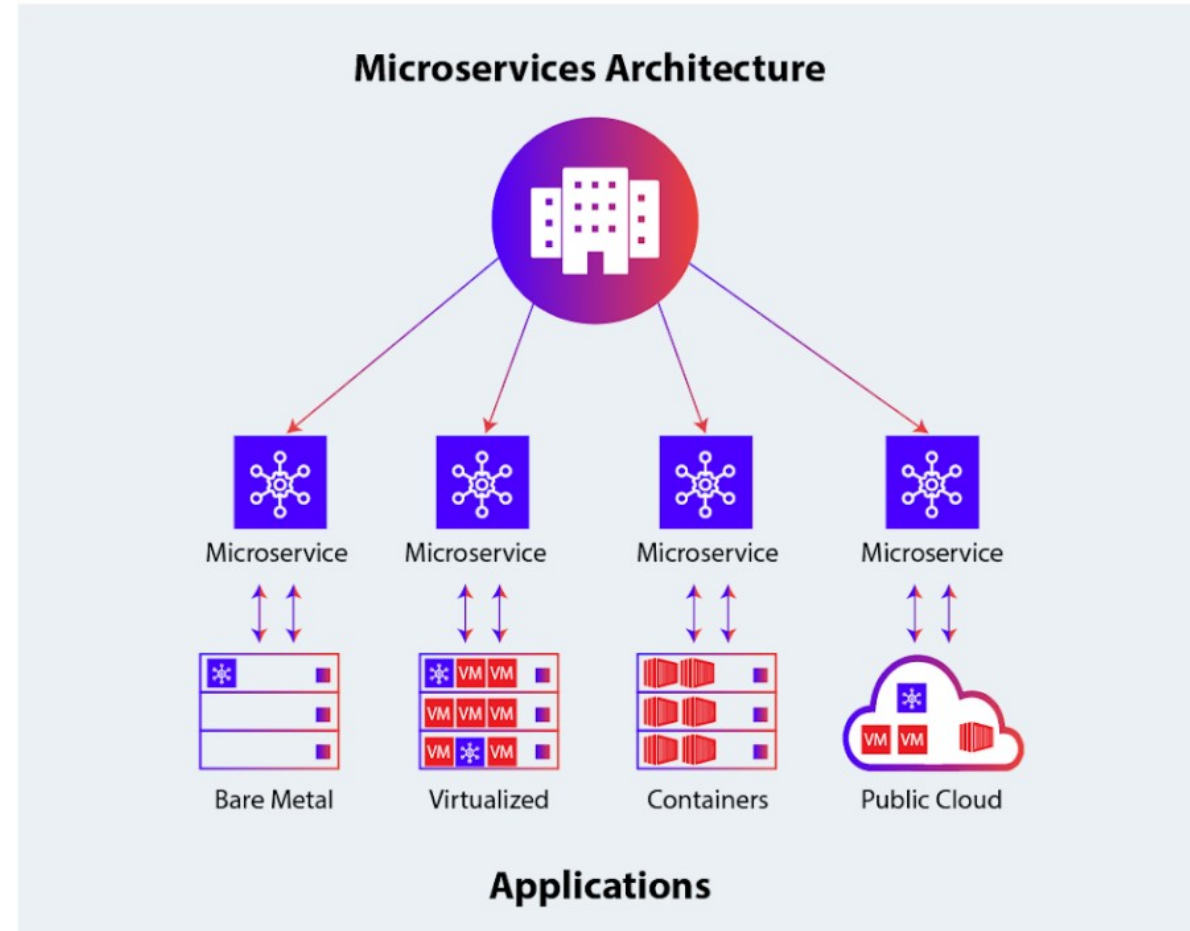 Microservices Architecture
Microservice Microservice Microservice Microservice
VM VM
VM VM VM
VM VM
VM VM
Bare Metal Virtualized Containers Public Cloud
Applications